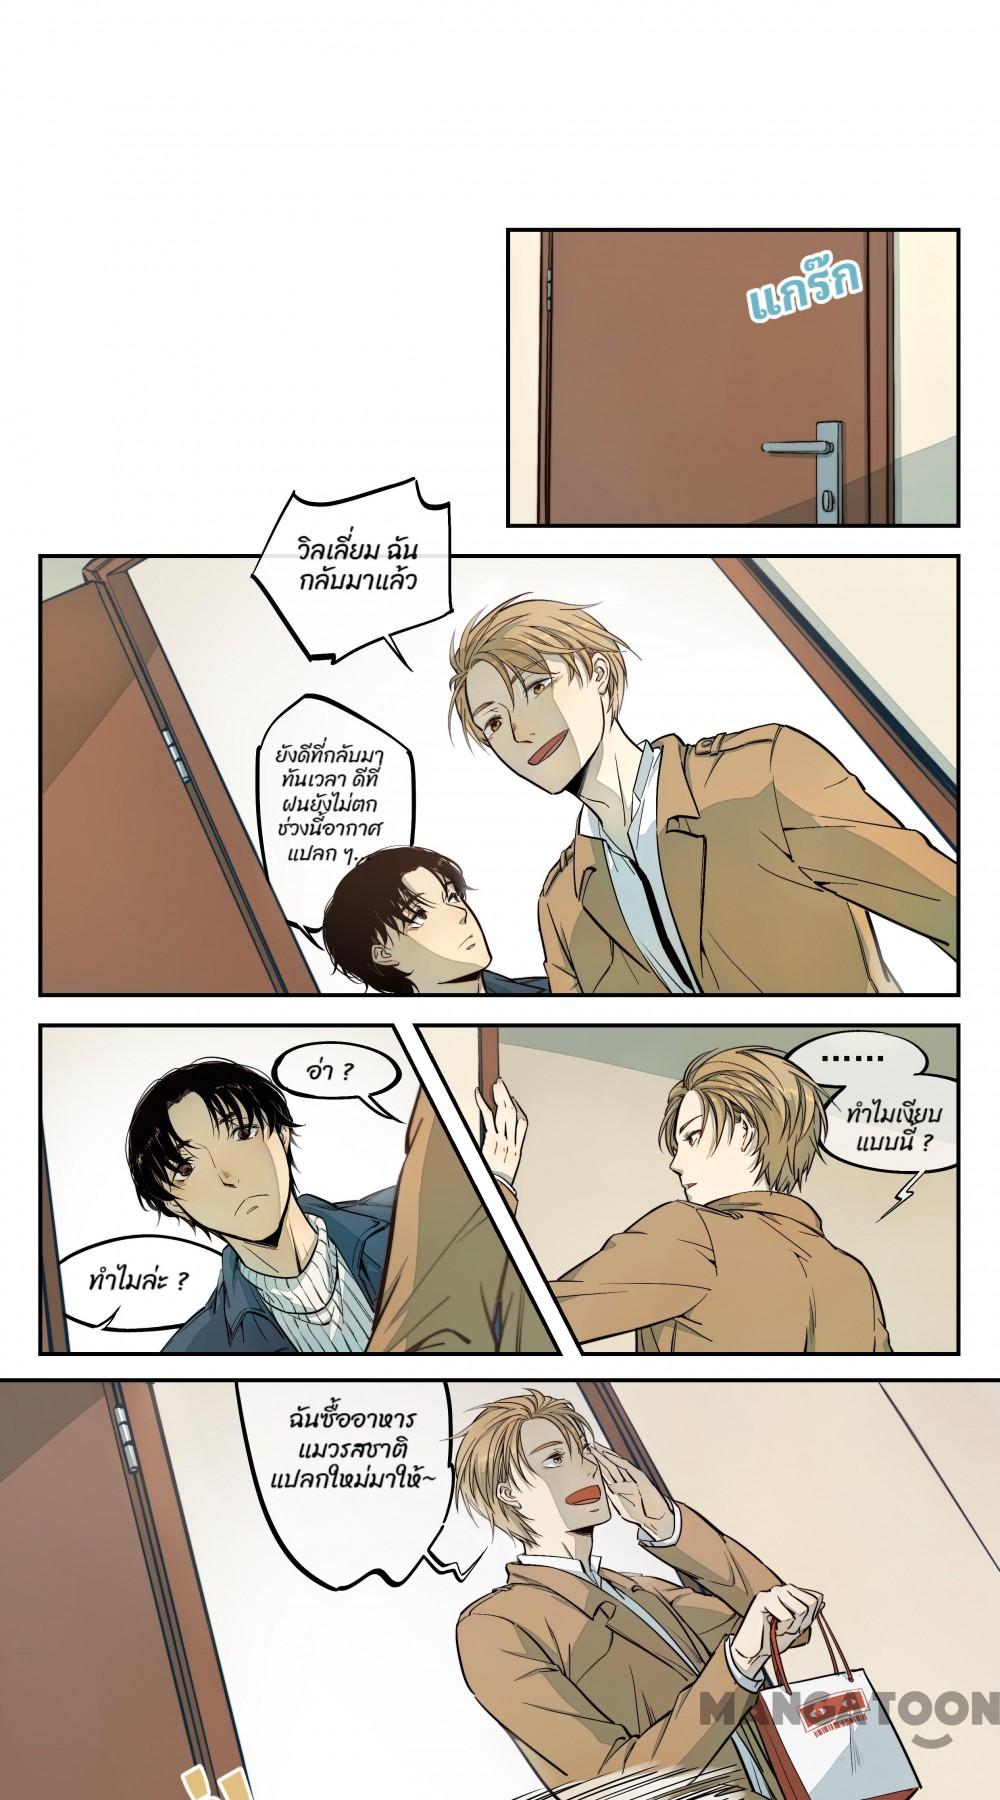 แกร๊ก
วิลเลี่ยม ฉัน
กลับมาแล้ว
ยังดีที่กลับมา
ทันเวลา ดีที่
ฝนยังไม่ตก
ช่วงนี้อากาศ
แปลก ๆ...
อ่า ?
ทำไมล่ะ ?
......
ทำไมเงียบ
แบบนี้ ?
ฉันซื้ออาหาร
แมวรสชาติ
แปลกใหม่มาให้~
MANGATOON